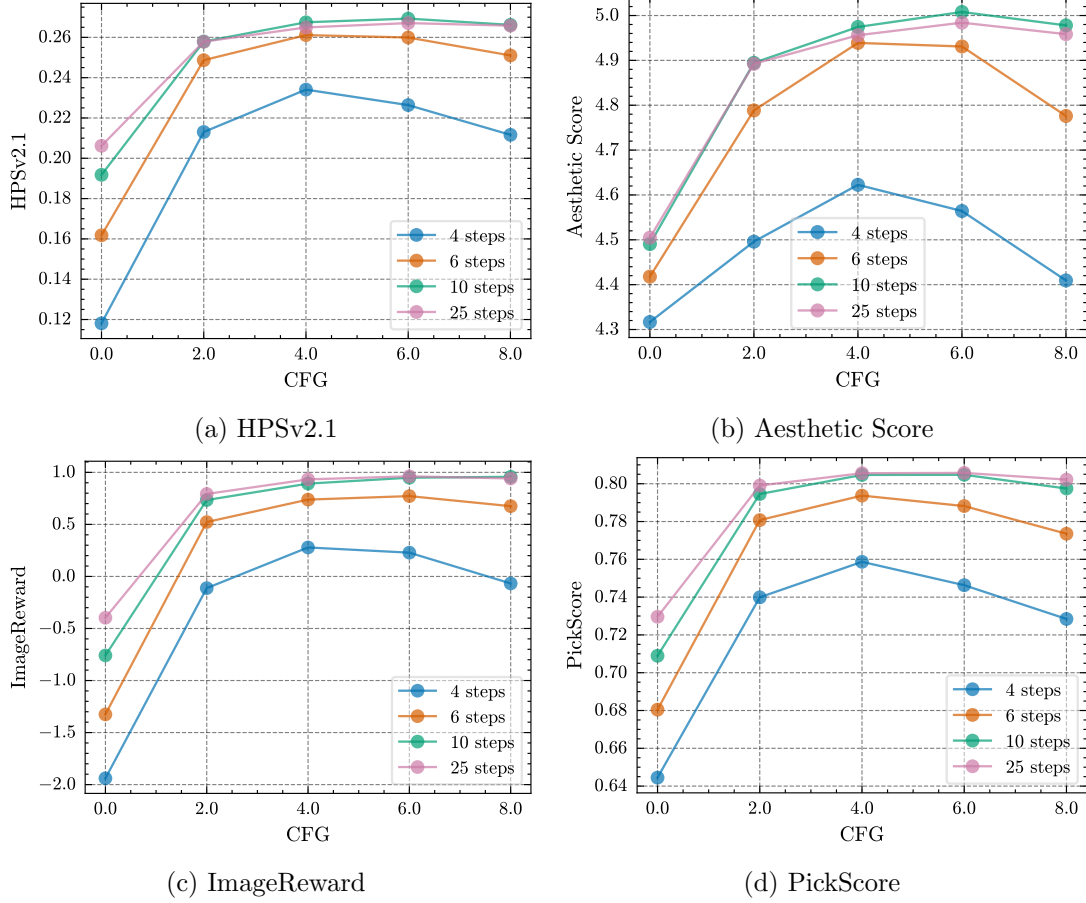 HPSv2.1
0.26
0.24
0.22
0.20
0.18
0.16
0.14
0.12
4 steps
6 steps
10 steps
25 steps
0.0 2.0 4.0 6.0 8.0
CFG
(a) HPSv2.1
Aesthetic Score
5.0
4.9
4.8
4.7
4.6
4.5
4.4
4.3
4 steps
6 steps
10 steps
25 steps
0.0 2.0 4.0 6.0 8.0
CFG
(b) Aesthetic Score
ImageReward
1.0
0.5
0.0
−0.5
−1.0
−1.5
−2.0
4 steps
6 steps
10 steps
25 steps
0.0 2.0 4.0 6.0 8.0
CFG
(c) ImageReward
PickScore
0.80
0.78
0.76
0.74
0.72
0.70
0.68
0.66
0.64
4 steps
6 steps
10 steps
25 steps
0.0 2.0 4.0 6.0 8.0
CFG
(d) PickScore